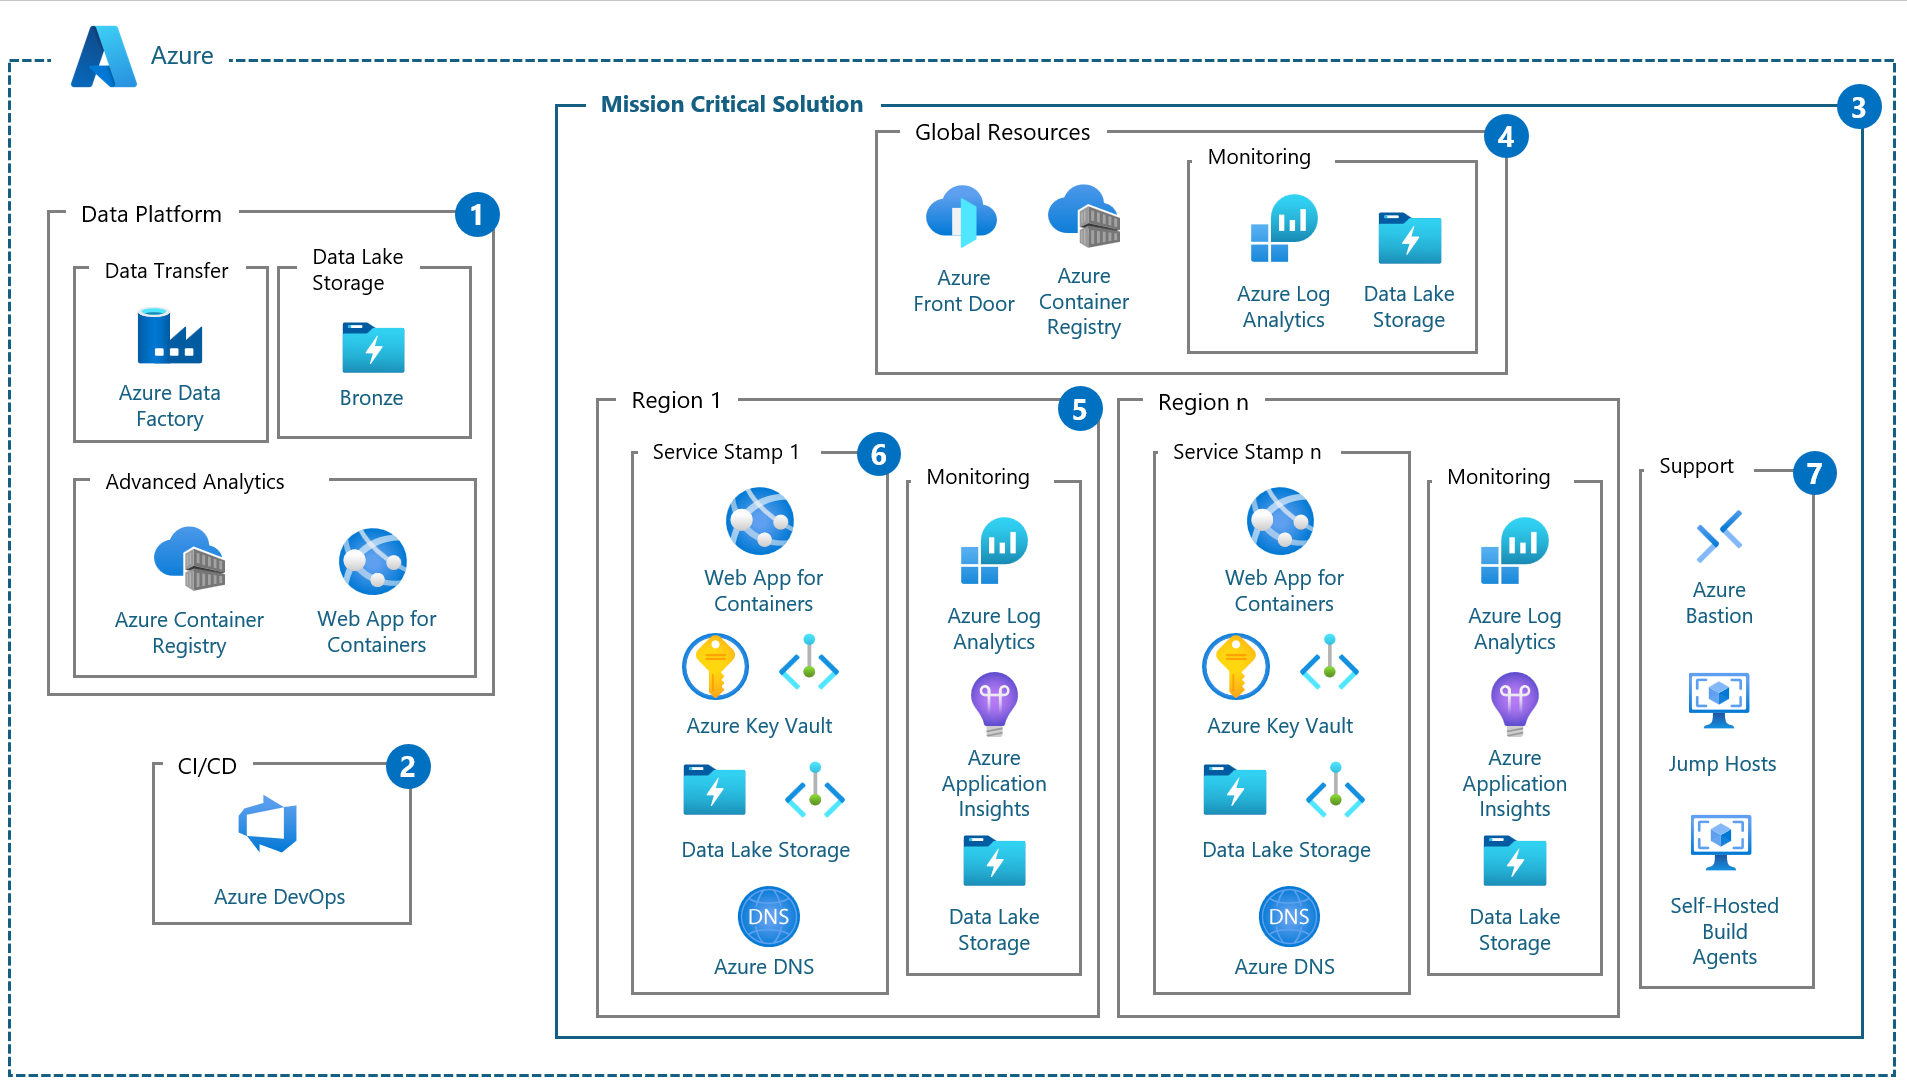 Azure
Mission Critical Solution
3
Global Resources
4
Monitoring
Azure
Front Door
Azure
Container
Registry
Azure Log
Analytics
Data Lake
Storage
Data Platform
1
Data Transfer
Azure Data
Factory
Data Lake
Storage
Bronze
Advanced Analytics
Azure Container
Registry
Web App for
Containers
CI/CD
2
Azure DevOps
Region 1
5
Service Stamp 1
6
Web App for
Containers
Azure Key Vault
Data Lake Storage
DNS
Azure DNS
Monitoring
Azure Log
Analytics
Azure
Application
Insights
Data Lake
Storage
Region n
Service Stamp n
Web App for
Containers
Azure Key Vault
Data Lake Storage
DNS
Azure DNS
Monitoring
Azure Log
Analytics
Azure
Application
Insights
Data Lake
Storage
Support
7
Azure
Bastion
Jump Hosts
Self-Hosted
Build
Agents